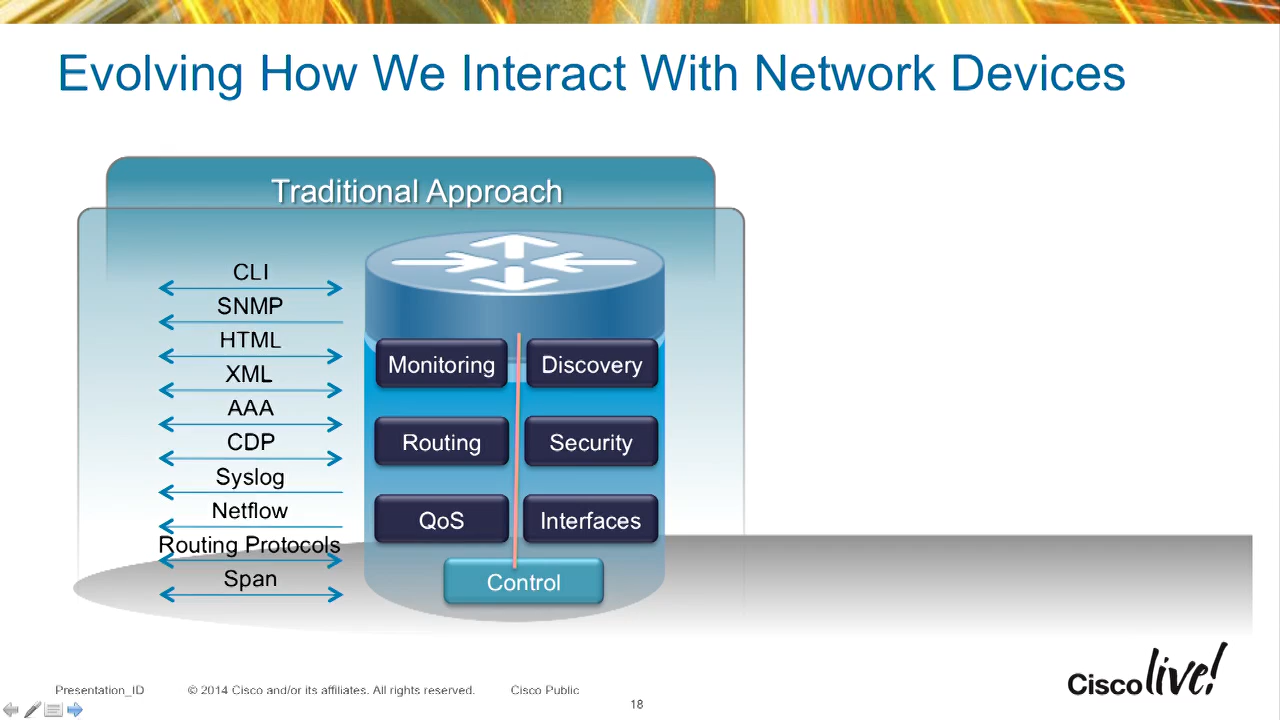 Evolving How We Interact With Network Devices
Traditional Approach
CLI
SNMP
HTML
XML
AAA
CDP
Syslog
Netflow
Routing Protocols
Span
Monitoring
Discovery
Routing
Security
QoS
Interfaces
Control
Presentation_ID
© 2014 Cisco and/or its affiliates. All rights reserved.
Cisco Public
18
Cisco live!